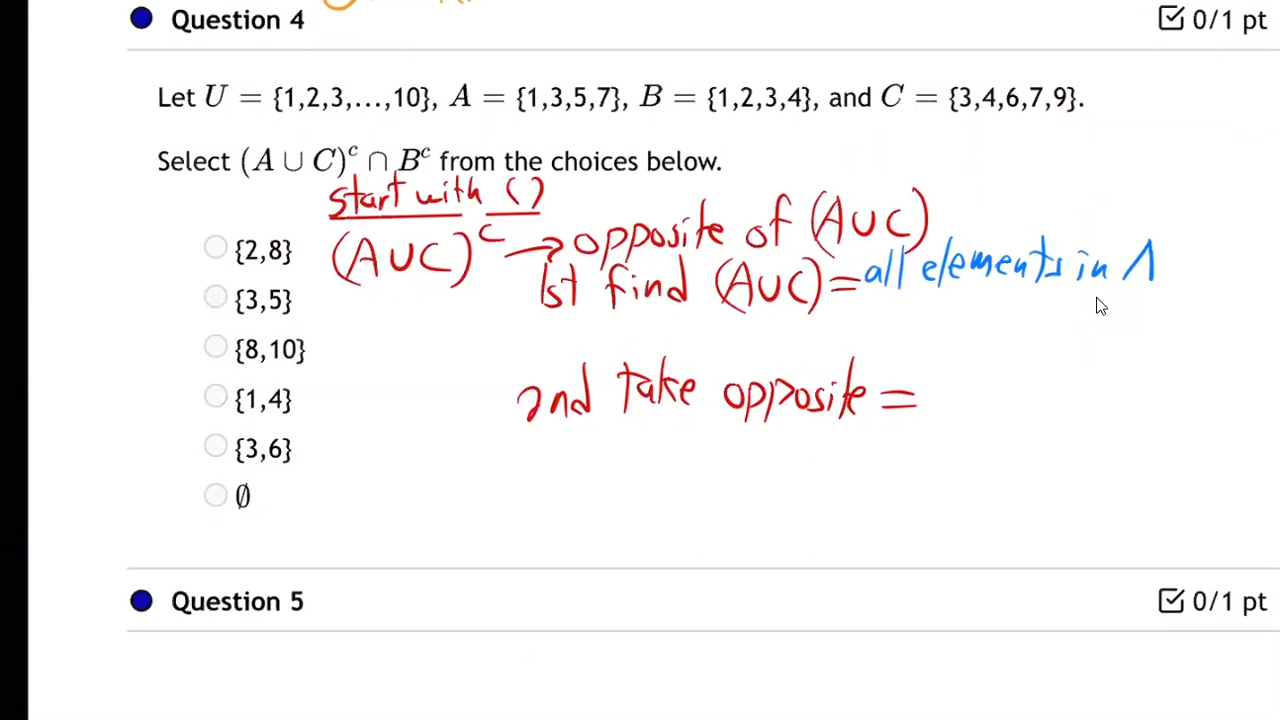 Question 4
0/1 pt
Let U = {1,2,3,...,10}, A = {1,3,5,7}, B = {1,2,3,4}, and C = {3,4,6,7,9}.
Select (A ∪ C)ᶜ ∩ Bᶜ from the choices below.
start with ()
(A∪C)ᶜ → opposite of (A∪C)
1st find (A∪C) = all elements in
2nd take opposite =
{2,8}
{3,5}
{8,10}
{1,4}
{3,6}
∅
Question 5
0/1 pt